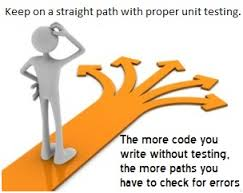 Keep on a straight path with proper unit testing.
The more code you
write without testing,
the more paths you
have to check for errors